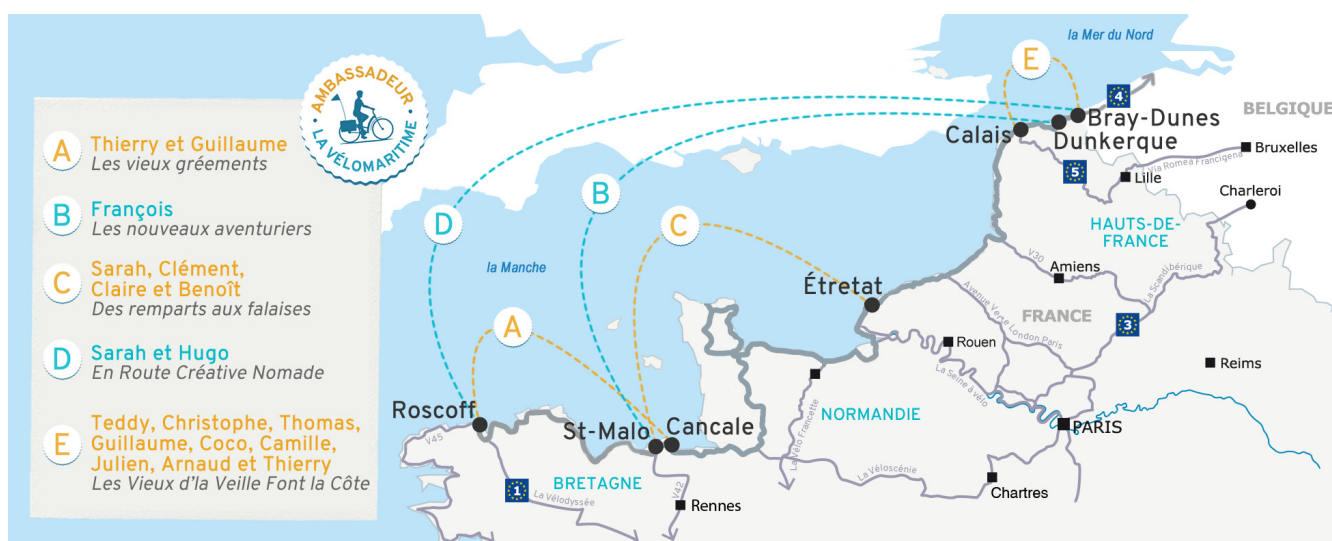 AMBASSADEUR
LA VÉLOMARITIME
A
Thierry et Guillaume
Les vieux gréements
B
François
Les nouveaux aventuriers
C
Sarah, Clément,
Claire et Benoît
Des remparts aux falaises
D
Sarah et Hugo
En Route Créative Nomade
E
Teddy, Christophe, Thomas,
Guillaume, Coco, Camille,
Julien, Arnaud et Thierry
Les Vieux d'la Veille Font la Côte
la Mer du Nord
E
4
BELGIQUE
Bray-Dunes
Calais
Dunkerque
Bruxelles
Via Romea Francigena
5
Lille
Charleroi
B
D
C
HAUTS-DE-
FRANCE
la Manche
V30
Amiens
La Scandibérique
Étretat
Avenue Verte London Paris
FRANCE
3
A
Rouen
Reims
La Seine à vélo
Roscoff
V45
St-Malo
Cancale
La Vélo Francette
NORMANDIE
PARIS
BRETAGNE
La Véloscénie
1
La Vélodyssée
V42
Rennes
Chartres